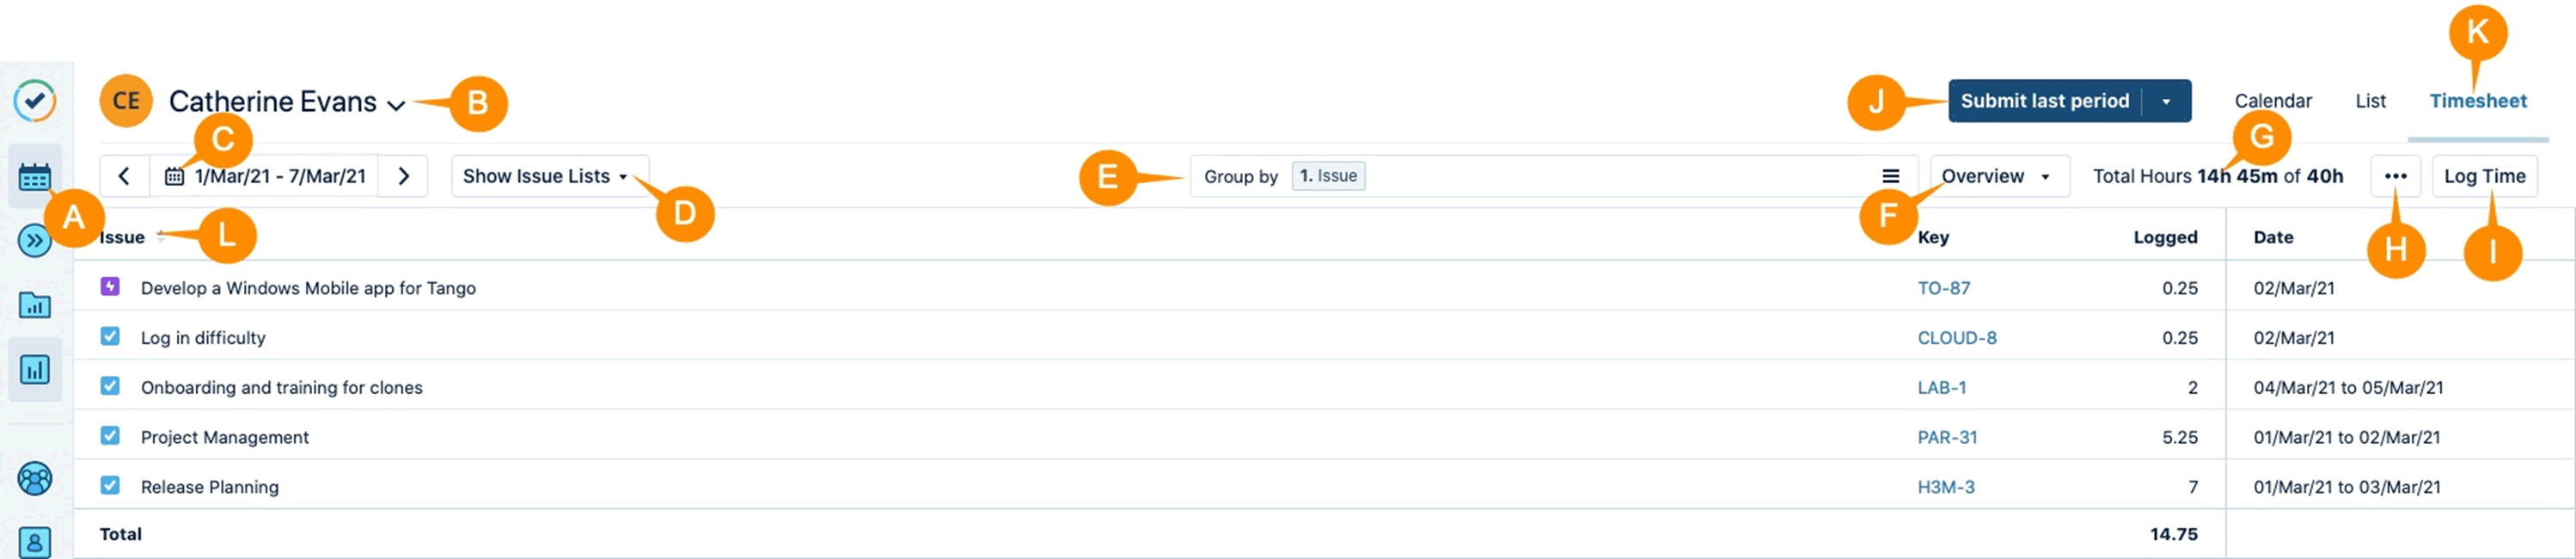 K
CE Catherine Evans B J Submit last period Calendar List Timesheet
C G
1/Mar/21 - 7/Mar/21 Show Issue Lists E Group by 1. Issue Overview Total Hours 14h 45m of 40h ••• Log Time
A D F
Issue L Key Logged Date H I
Develop a Windows Mobile app for Tango TO-87 0.25 02/Mar/21
Log in difficulty CLOUD-8 0.25 02/Mar/21
Onboarding and training for clones LAB-1 2 04/Mar/21 to 05/Mar/21
Project Management PAR-31 5.25 01/Mar/21 to 02/Mar/21
Release Planning H3M-3 7 01/Mar/21 to 03/Mar/21
Total 14.75